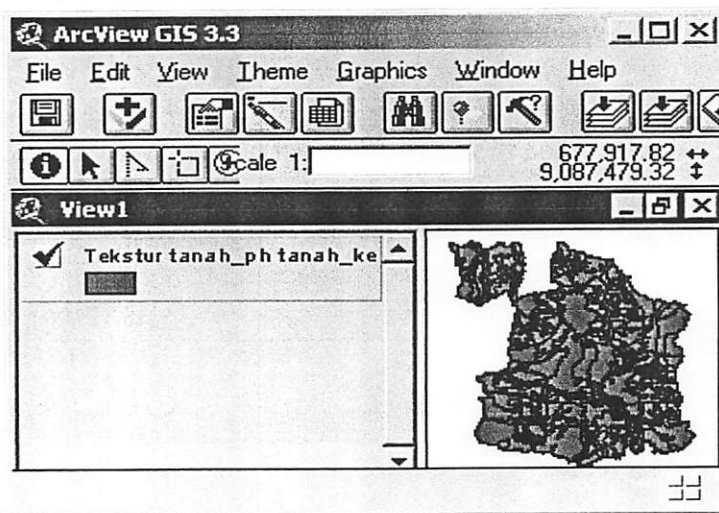 ArcView GIS 3.3
File Edit View Theme Graphics Window Help
Scale 1:
677,917.82
9,087,479.32
View1
Tekstur tanah_ph tanah_ke